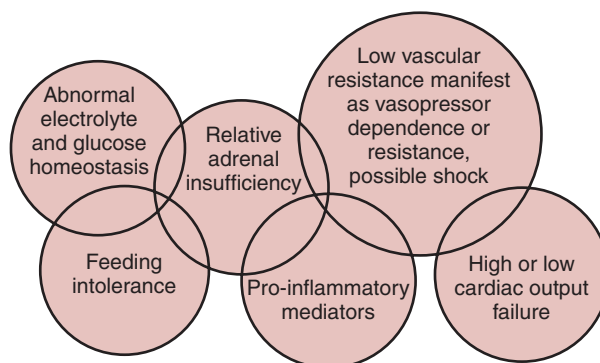 Abnormal
electrolyte
and glucose
homeostasis
Relative
adrenal
insufficiency
Low vascular
resistance manifest
as vasopressor
dependence or
resistance,
possible shock
Feeding
intolerance
Pro-inflammatory
mediators
High or low
cardiac output
failure